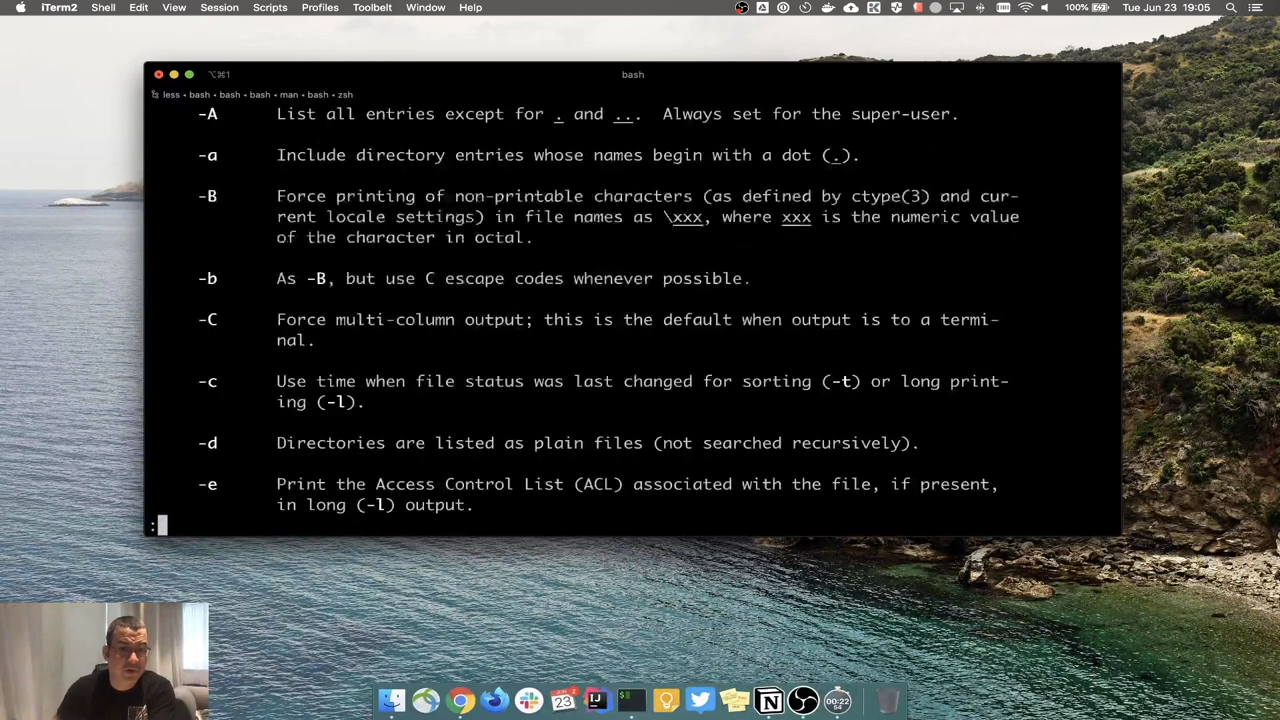 iTerm2 Shell Edit View Session Scripts Profiles Toolbelt Window Help 100% Tue Jun 23 19:05
⌥⌘1 bash
less • bash • bash • bash • man • bash • zsh
-A List all entries except for . and ... Always set for the super-user.
-a Include directory entries whose names begin with a dot (.).
-B Force printing of non-printable characters (as defined by ctype(3) and cur-
rent locale settings) in file names as \xxx, where xxx is the numeric value
of the character in octal.
-b As -B, but use C escape codes whenever possible.
-C Force multi-column output; this is the default when output is to a termi-
nal.
-c Use time when file status was last changed for sorting (-t) or long print-
ing (-l).
-d Directories are listed as plain files (not searched recursively).
-e Print the Access Control List (ACL) associated with the file, if present,
in long (-l) output.
:
23 IJ $ N 00:22
54